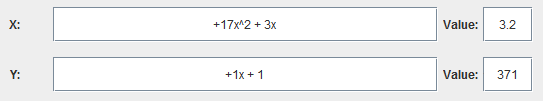 X: +17x^2 + 3x Value: 3.2
Y: +1x + 1 Value: 371